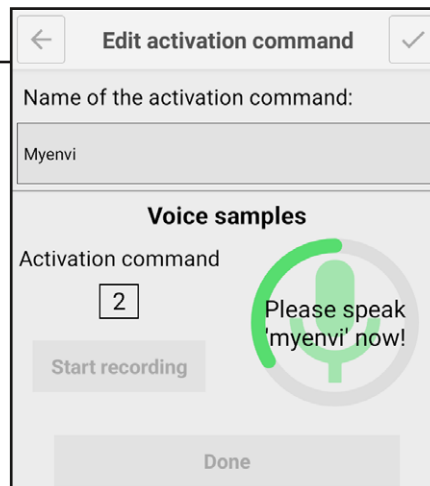 Edit activation command
Name of the activation command:
Myenvi
Voice samples
Activation command
2
Please speak
'myenvi' now!
Start recording
Done